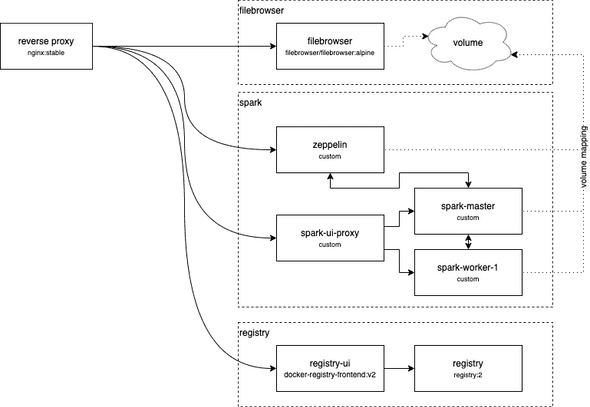 filebrowser
reverse proxy
nginx:stable
filebrowser
filebrowser/filebrowser:alpine
volume
spark
zeppelin
custom
volume mapping
spark-master
custom
spark-ui-proxy
custom
spark-worker-1
custom
registry
registry-ui
docker-registry-frontend:v2
registry
registry:2